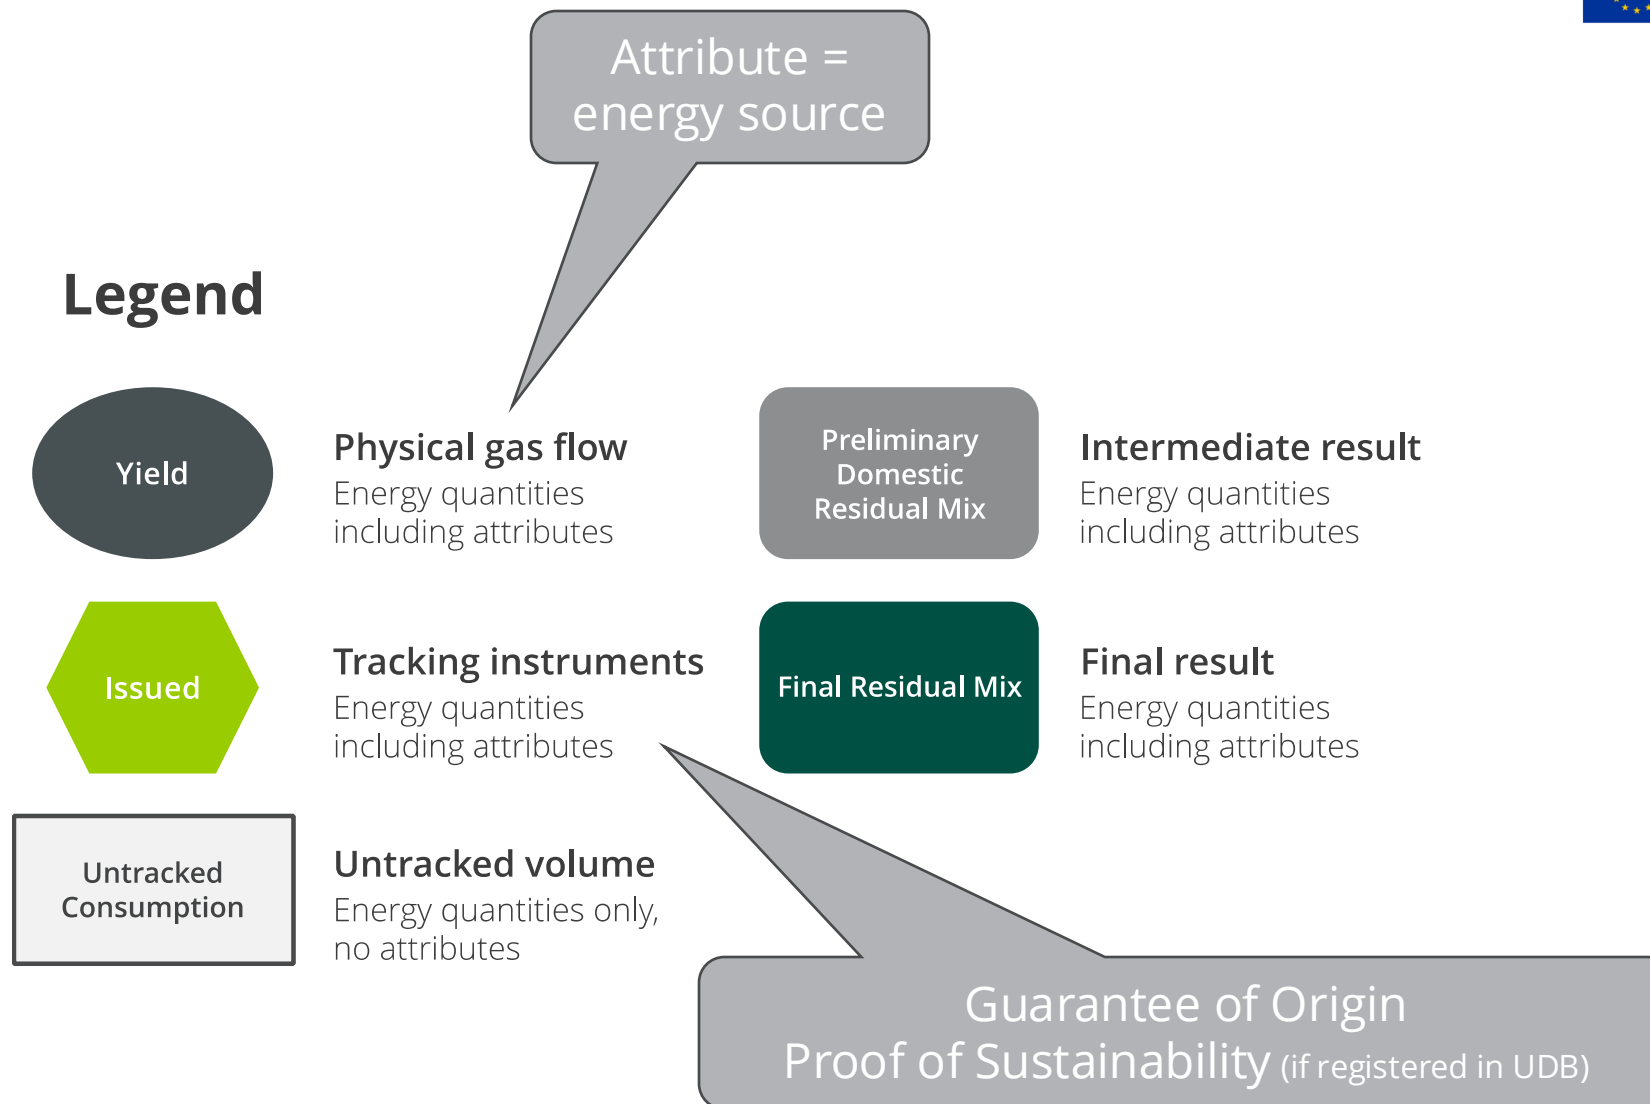 Attribute =
energy source
Legend
Yield
Physical gas flow
Energy quantities
including attributes
Preliminary
Domestic
Residual Mix
Intermediate result
Energy quantities
including attributes
Issued
Tracking instruments
Energy quantities
including attributes
Final Residual Mix
Final result
Energy quantities
including attributes
Untracked
Consumption
Untracked volume
Energy quantities only,
no attributes
Guarantee of Origin
Proof of Sustainability (if registered in UDB)